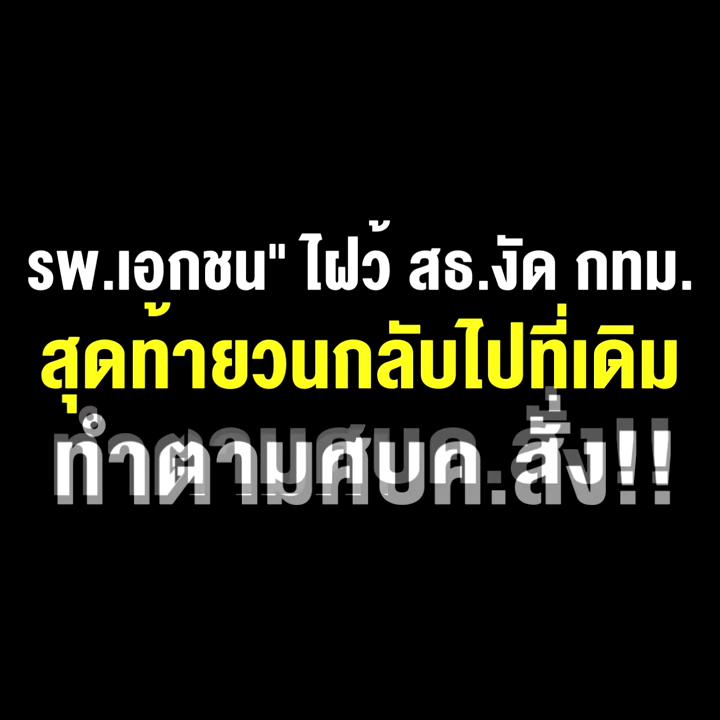 รพ.เอกชน" ไฝว้ สธ.งัด กทม.
สุดท้ายวนกลับไปที่เดิม
ทำตามศบค.สั่ง!!